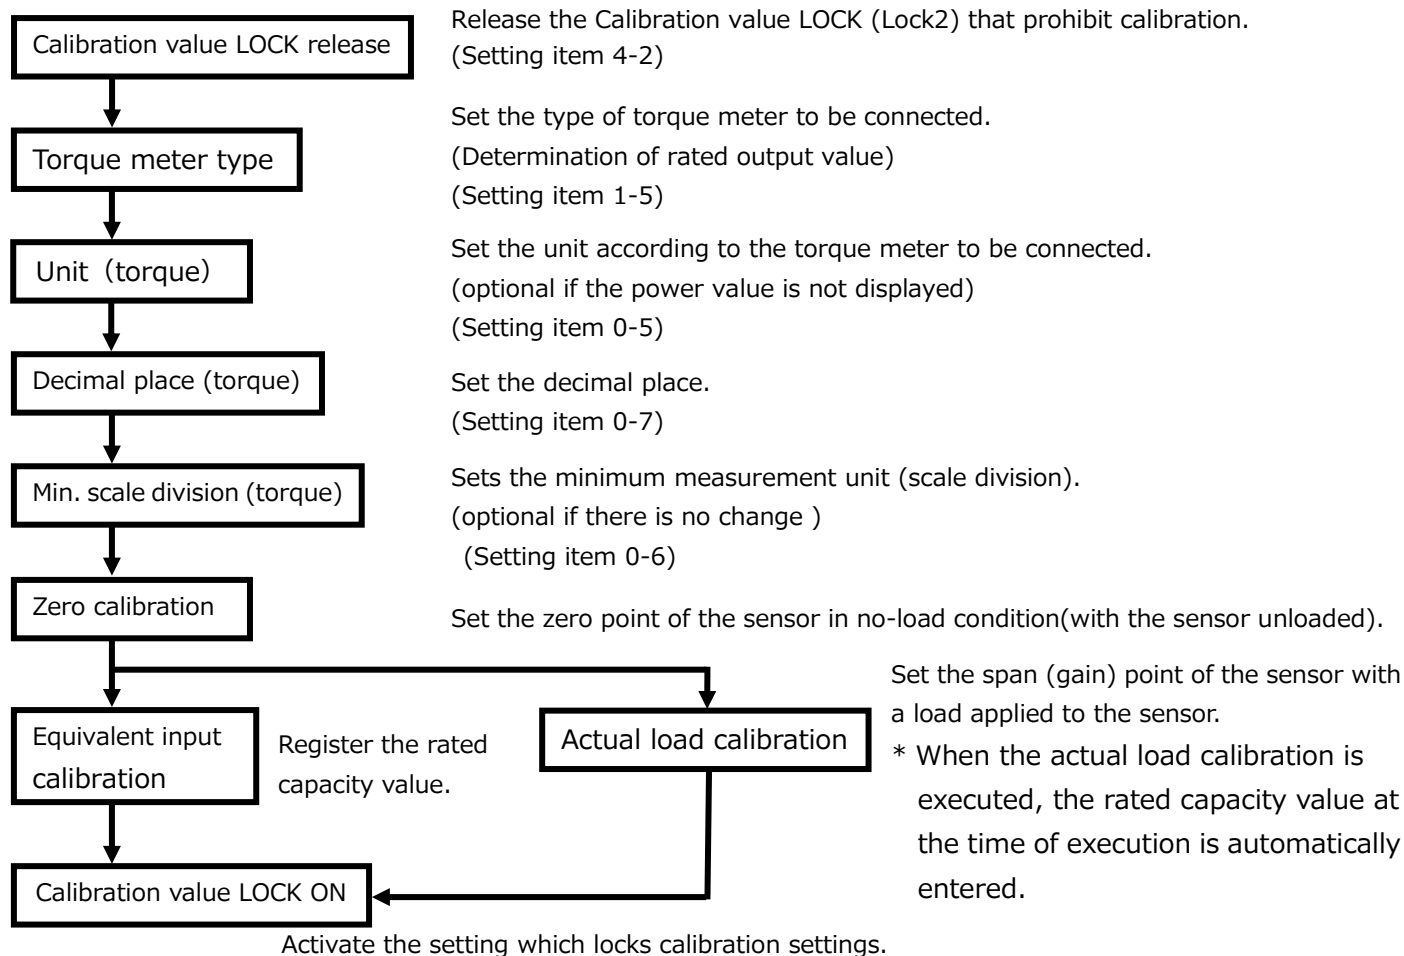 Calibration value LOCK release
Release the Calibration value LOCK (Lock2) that prohibit calibration.
(Setting item 4-2)
Torque meter type
Set the type of torque meter to be connected.
(Determination of rated output value)
(Setting item 1-5)
Unit（torque）
Set the unit according to the torque meter to be connected.
(optional if the power value is not displayed)
(Setting item 0-5)
Decimal place (torque)
Set the decimal place.
(Setting item 0-7)
Min. scale division (torque)
Sets the minimum measurement unit (scale division).
(optional if there is no change )
(Setting item 0-6)
Zero calibration
Set the zero point of the sensor in no-load condition(with the sensor unloaded).
Equivalent input
calibration
Register the rated
capacity value.
Actual load calibration
Set the span (gain) point of the sensor with
a load applied to the sensor.
* When the actual load calibration is
executed, the rated capacity value at
the time of execution is automatically
entered.
Calibration value LOCK ON
Activate the setting which locks calibration settings.